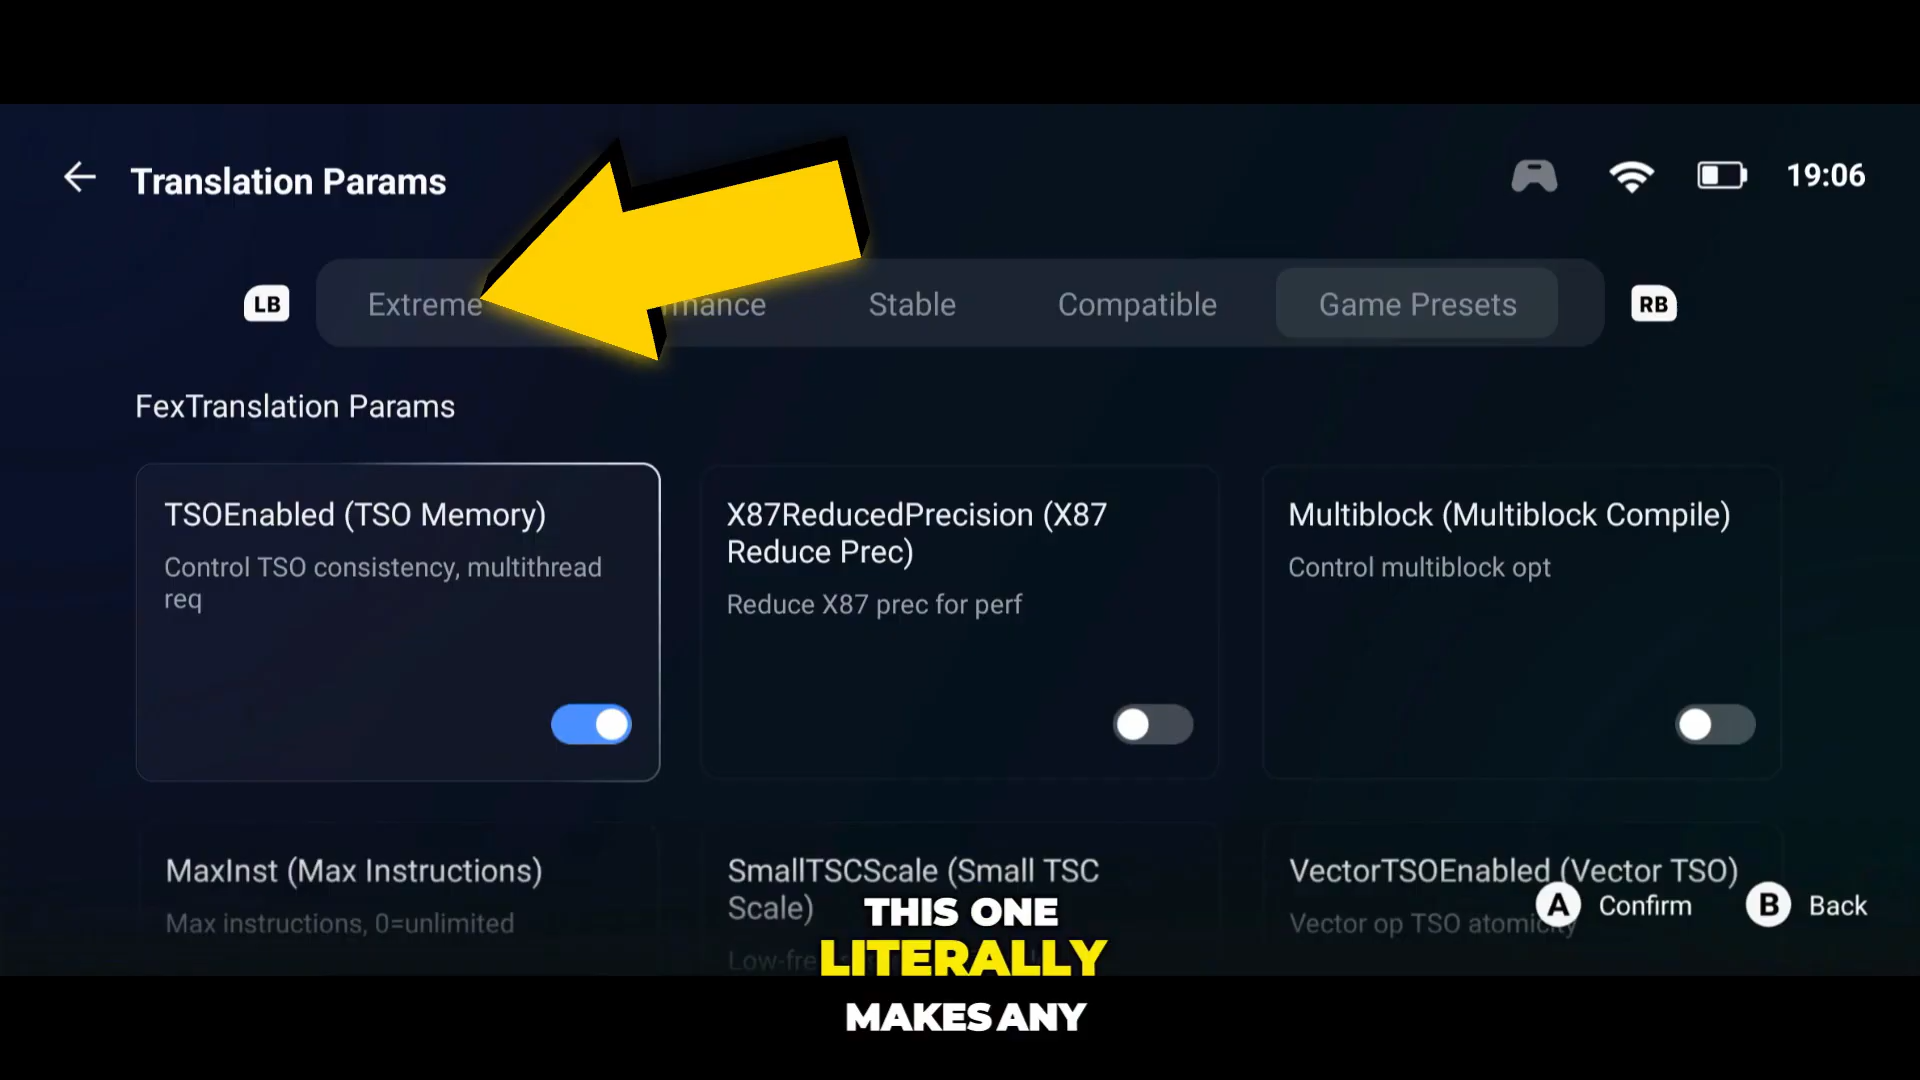 Translation Params
19:06
LB
Extreme
Stable
Compatible
Game Presets
RB
FexTranslation Params
TSOEnabled (TSO Memory)
Control TSO consistency, multithread
req
X87ReducedPrecision (X87
Reduce Prec)
Reduce X87 prec for perf
Multiblock (Multiblock Compile)
Control multiblock opt
MaxInst (Max Instructions)
Max instructions, 0=unlimited
SmallTSCScale (Small TSC
Scale)
VectorTSOEnabled (Vector TSO)
Vector op TSO atomicity
A Confirm
B Back
THIS ONE
LITERALLY
MAKES ANY